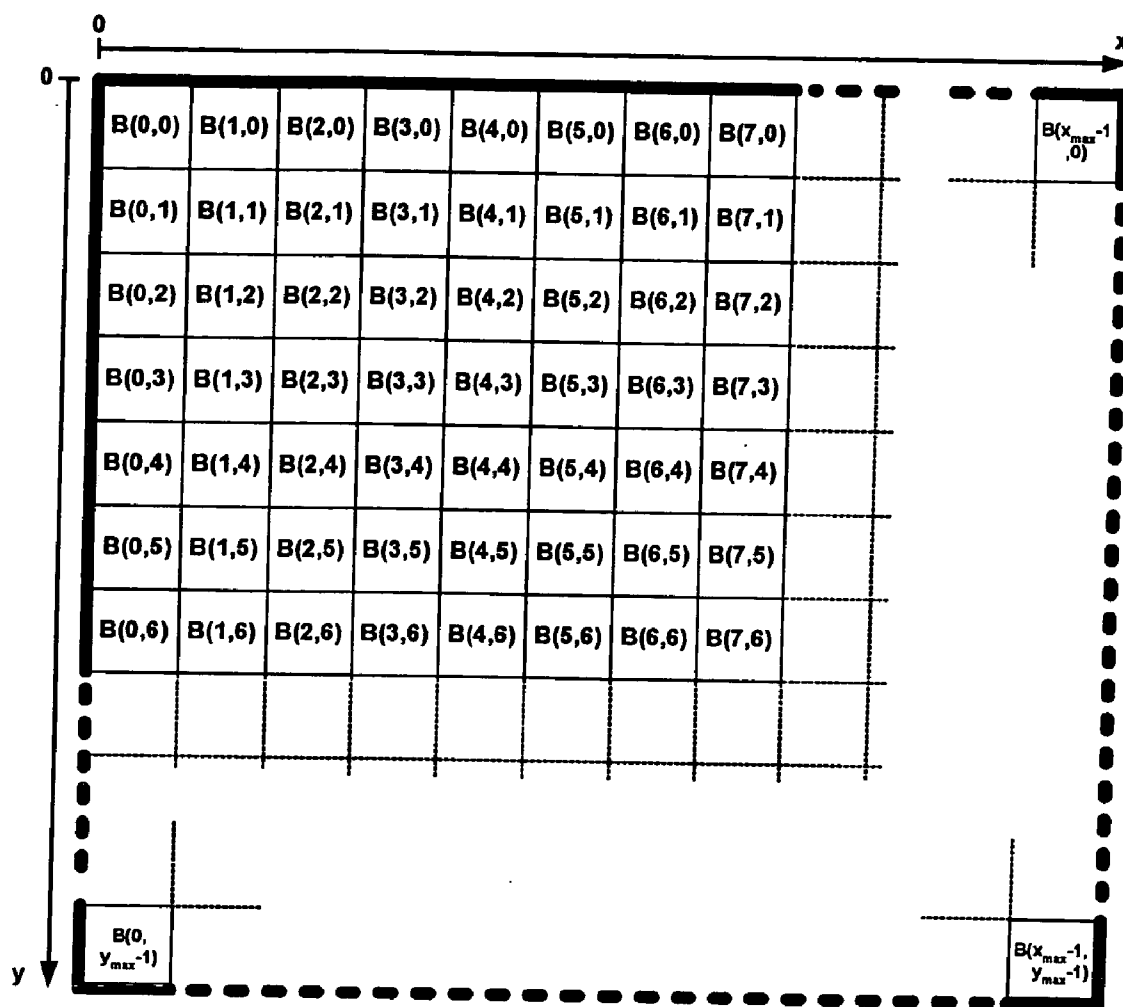 0
x
0
B(0,0) B(1,0) B(2,0) B(3,0) B(4,0) B(5,0) B(6,0) B(7,0)
B(xmax-1
,0)
B(0,1) B(1,1) B(2,1) B(3,1) B(4,1) B(5,1) B(6,1) B(7,1)
B(0,2) B(1,2) B(2,2) B(3,2) B(4,2) B(5,2) B(6,2) B(7,2)
B(0,3) B(1,3) B(2,3) B(3,3) B(4,3) B(5,3) B(6,3) B(7,3)
B(0,4) B(1,4) B(2,4) B(3,4) B(4,4) B(5,4) B(6,4) B(7,4)
B(0,5) B(1,5) B(2,5) B(3,5) B(4,5) B(5,5) B(6,5) B(7,5)
B(0,6) B(1,6) B(2,6) B(3,6) B(4,6) B(5,6) B(6,6) B(7,6)
B(0,
ymax-1)
B(xmax-1,
ymax-1)
y